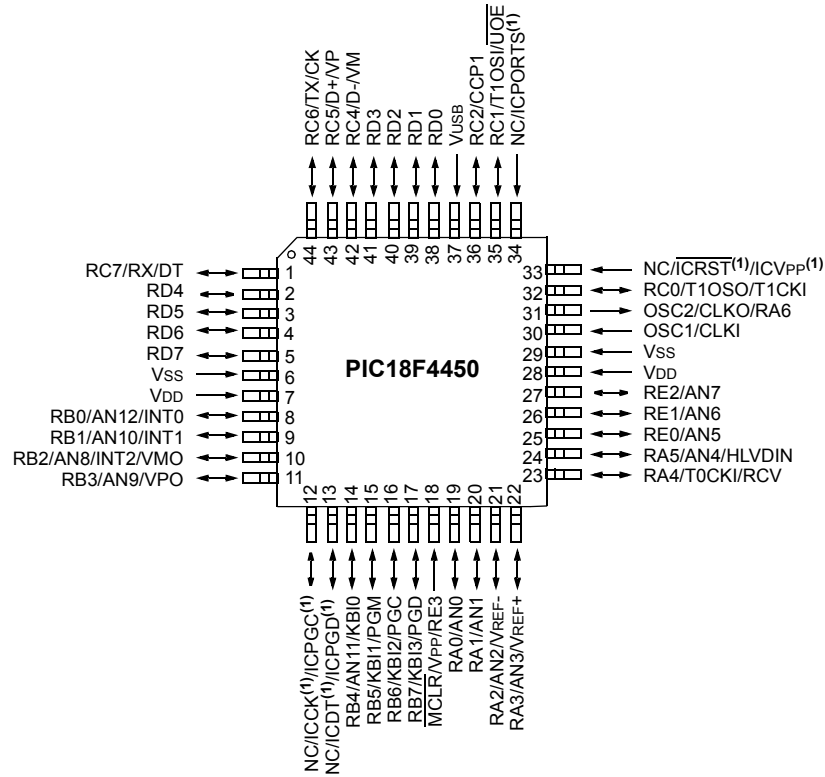 RC6/TX/CK
RC5/D+/VP
RC4/D-/VM
RD3
RD2
RD1
RD0
VUSB
RC2/CCP1
RC1/T1OSI/UOE
NC/ICPORTS(1)
44
43
42
41
40
39
38
37
36
35
34
RC7/RX/DT
RD4
RD5
RD6
RD7
VSS
VDD
RB0/AN12/INT0
RB1/AN10/INT1
RB2/AN8/INT2/VMO
RB3/AN9/VPO
1
2
3
4
5
6
7
8
9
10
11
PIC18F4450
33
32
31
30
29
28
27
26
25
24
23
NC/ICRST(1)/ICVPP(1)
RC0/T1OSO/T1CKI
OSC2/CLKO/RA6
OSC1/CLKI
VSS
VDD
RE2/AN7
RE1/AN6
RE0/AN5
RA5/AN4/HLVDIN
RA4/T0CKI/RCV
12
13
14
15
16
17
18
19
20
21
22
NC/ICCK(1)/ICPGC(1)
NC/ICDT(1)/ICPGD(1)
RB4/AN11/KBI0
RB5/KBI1/PGM
RB6/KBI2/PGC
RB7/KBI3/PGD
MCLR/VPP/RE3
RA0/AN0
RA1/AN1
RA2/AN2/VREF-
RA3/AN3/VREF+